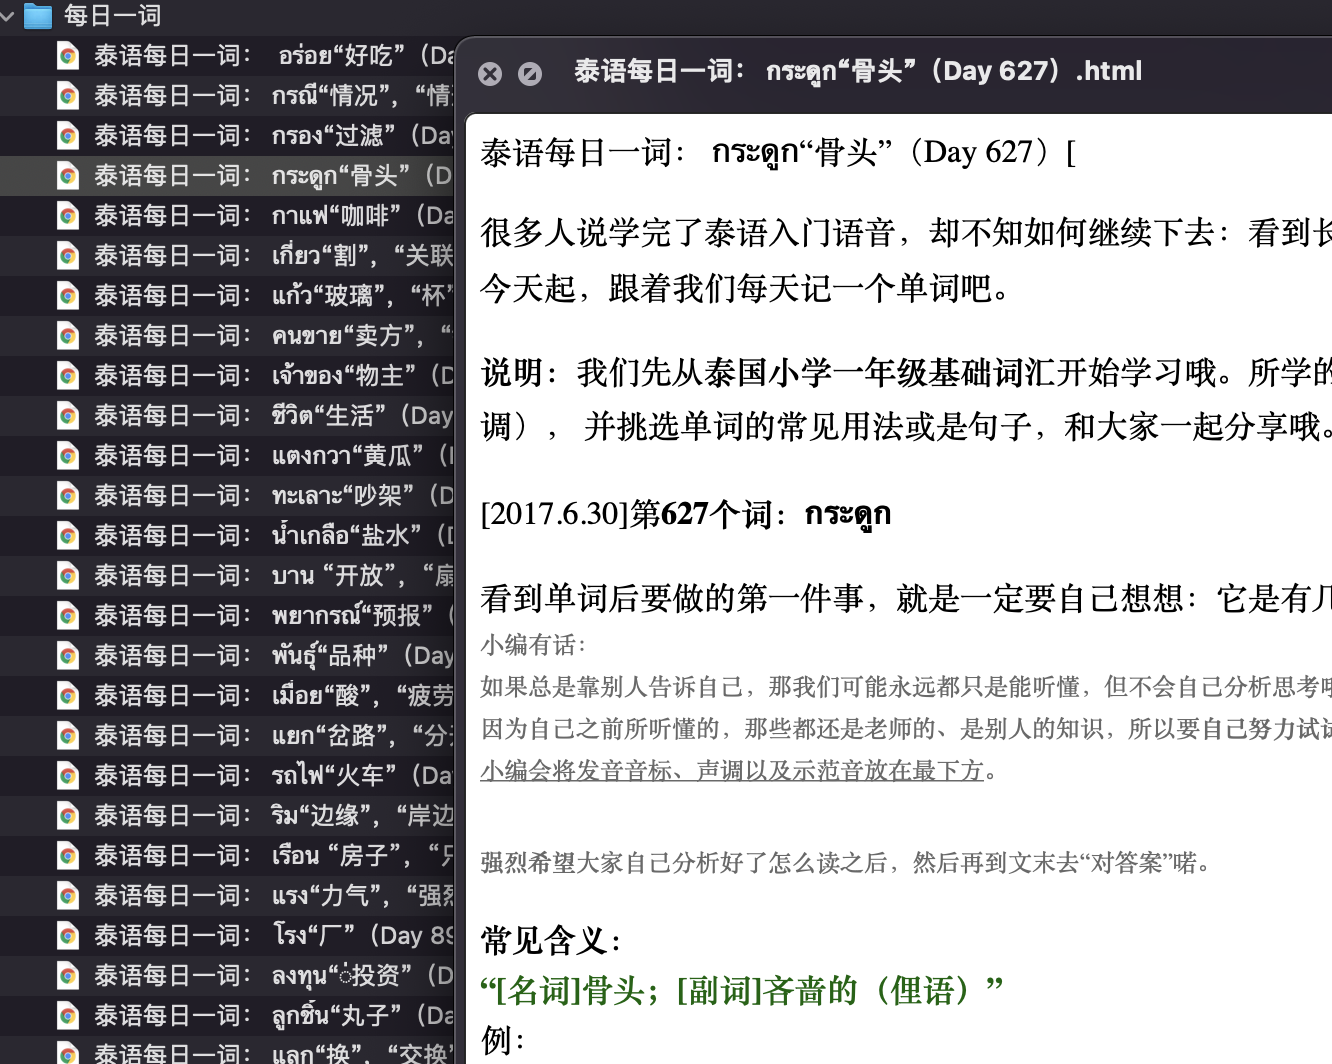 每日一词
泰语每日一词： อร่อย“好吃”（Da
泰语每日一词： กรณี“情况”，“情
泰语每日一词： กรอง“过滤”（Day
泰语每日一词： กระดูก“骨头”（D
泰语每日一词： กาแฟ“咖啡”（Da
泰语每日一词： เกี่ยว“割”，“关联
泰语每日一词： แก้ว“玻璃”，“杯”
泰语每日一词： คนขาย“卖方”，“
泰语每日一词： เจ้าของ“物主”（D
泰语每日一词： ชีวิต“生活”（Day
泰语每日一词： แตงกวา“黄瓜”（
泰语每日一词： ทะเลาะ“吵架”（D
泰语每日一词： น้ำเกลือ“盐水”（D
泰语每日一词： บาน “开放”，“扇
泰语每日一词： พยากรณ์“预报”（
泰语每日一词： พันธุ์“品种”（Day
泰语每日一词： เมื่อย“酸”，“疲劳
泰语每日一词： แยก“岔路”，“分
泰语每日一词： รถไฟ“火车”（Da
泰语每日一词： ริม“边缘”，“岸边
泰语每日一词： เรือน “房子”，“只
泰语每日一词： แรง“力气”，“强烈
泰语每日一词： โรง“厂”（Day 89
泰语每日一词： ลงทุน“่投资”（D
泰语每日一词： ลูกชิ้น“丸子”（Da
泰语每日一词： แลก“换”，“交换”
泰语每日一词： กระดูก“骨头”（Day 627）.html
泰语每日一词： กระดูก“骨头”（Day 627）[
很多人说学完了泰语入门语音，却不知如何继续下去：看到长
今天起，跟着我们每天记一个单词吧。
说明：我们先从泰国小学一年级基础词汇开始学习哦。所学的
调）， 并挑选单词的常见用法或是句子，和大家一起分享哦。
[2017.6.30]第627个词：กระดูก
看到单词后要做的第一件事，就是一定要自己想想：它是有几
小编有话：
如果总是靠别人告诉自己，那我们可能永远都只是能听懂，但不会自己分析思考哦
因为自己之前所听懂的，那些都还是老师的、是别人的知识，所以要自己努力试试
小编会将发音音标、声调以及示范音放在最下方。
强烈希望大家自己分析好了怎么读之后，然后再到文末去“对答案”喏。
常见含义：
“[名词]骨头；[副词]吝啬的（俚语）”
例：